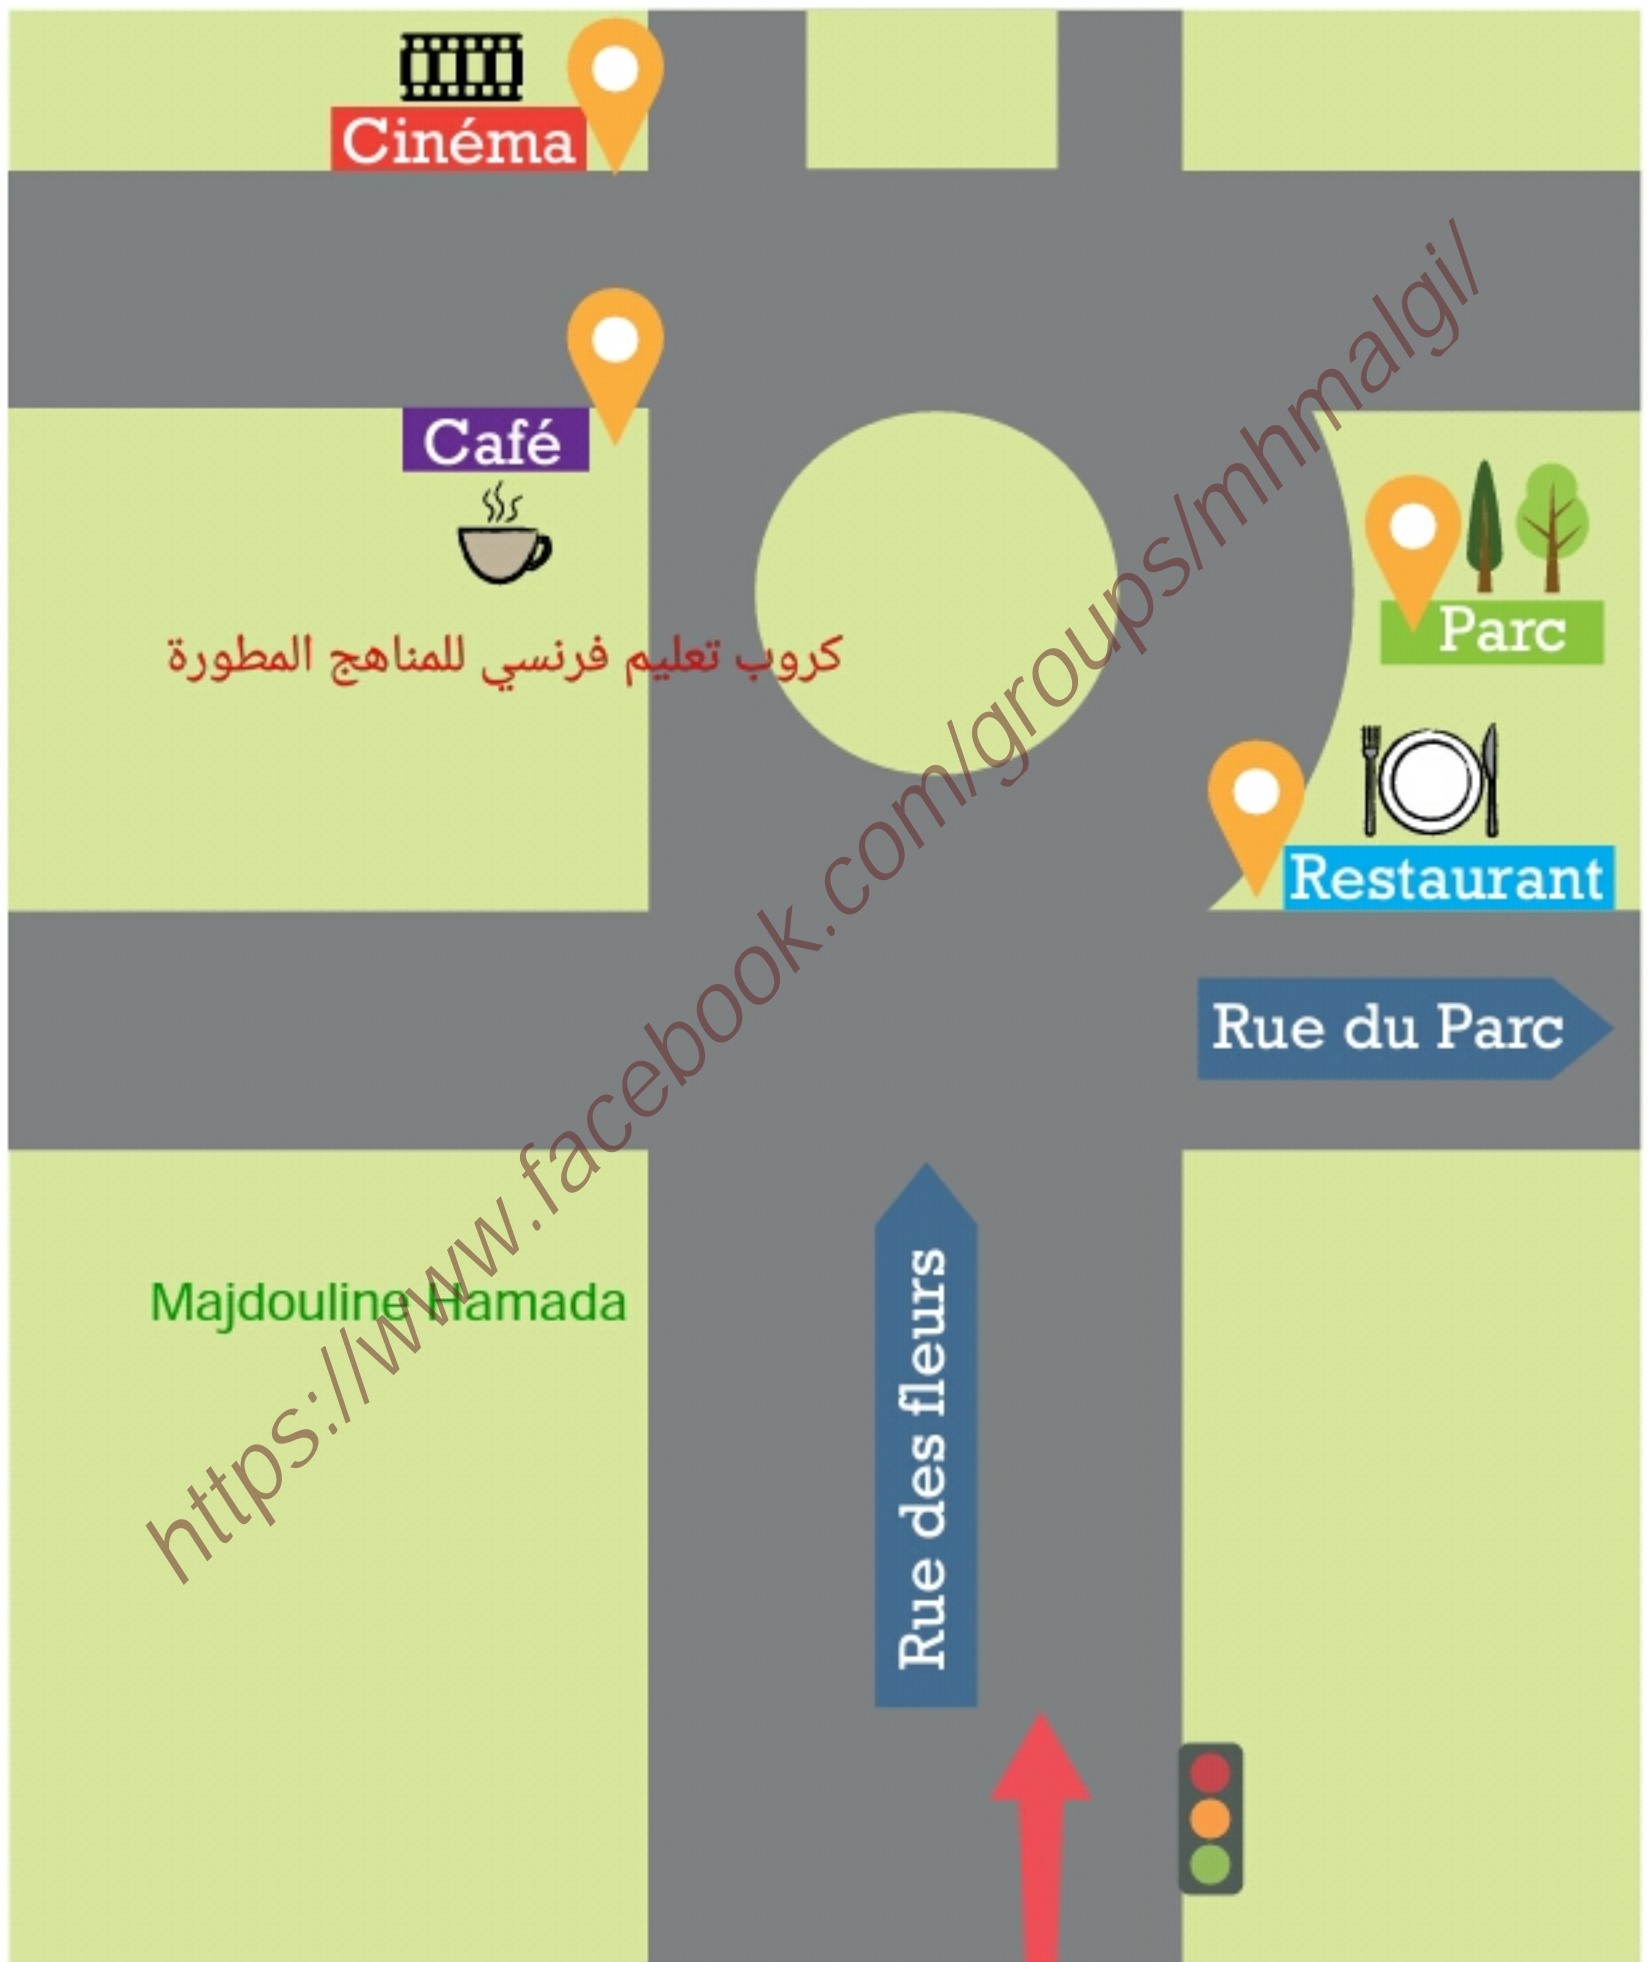 Cinéma
Café
Parc
كروب تعليم فرنسي للمناهج المطورة
Restaurant
Rue du Parc
Rue des fleurs
Majdouline Hamada
https://www.facebook.com/groups/mhmalgi/